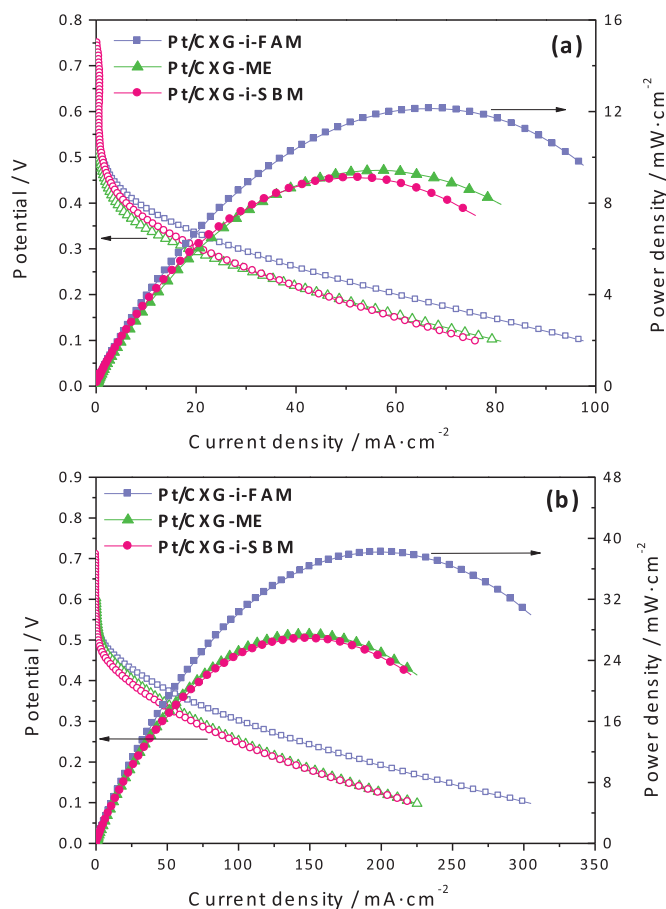 (a)
Pt/CXG-i-FAM
Pt/CXG-ME
Pt/CXG-i-SBM
Potential / V
0.8
0.7
0.6
0.5
0.4
0.3
0.2
0.1
0.0
16
12
8
4
0
Power density / mW·cm-2
0 20 40 60 80 100
Current density / mA·cm-2
(b)
Pt/CXG-i-FAM
Pt/CXG-ME
Pt/CXG-i-SBM
Potential / V
0.9
0.8
0.7
0.6
0.5
0.4
0.3
0.2
0.1
0.0
48
40
32
24
16
8
0
Power density / mW·cm-2
0 50 100 150 200 250 300 350
Current density / mA·cm-2